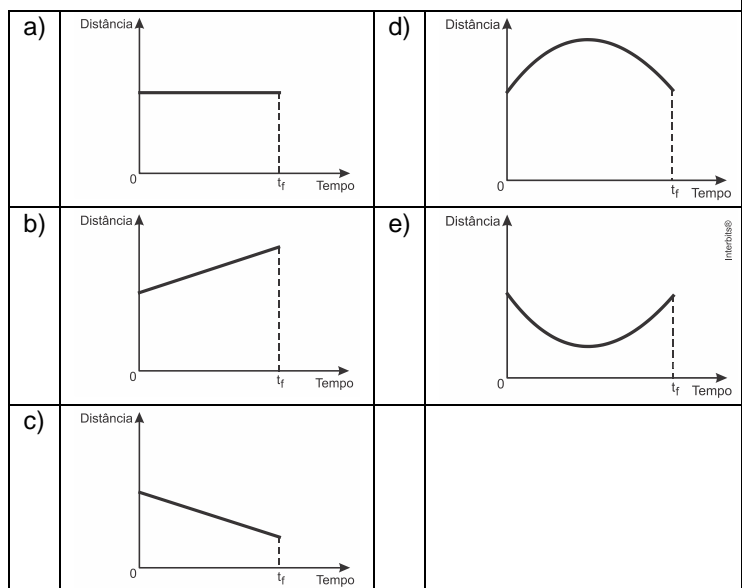 a)
Distância
0
t_f
Tempo
d)
Distância
0
t_f
Tempo
b)
Distância
0
t_f
Tempo
e)
Distância
0
t_f
Tempo
Interbits®
c)
Distância
0
t_f
Tempo